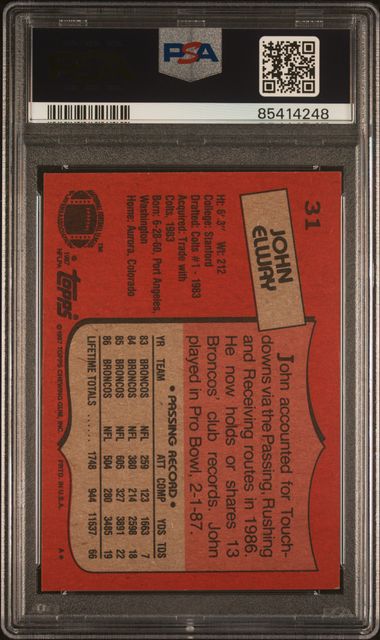 PSA
85414248
31
JOHN
ELWAY
Ht: 6' 3" Wt: 212
College: Stanford
Drafted: Colts #1 - 1983
Acquired: Trade with
Colts, 1983
Born: 6-28-60, Port Angeles,
Washington
Home: Aurora, Colorado
John accounted for Touch-
downs via the Passing, Rushing
and Receiving routes in 1986.
He now holds or shares 13
Broncos' club records. John
played in Pro Bowl, 2-1-87.
• PASSING RECORD •
YR TEAM ATT COMP YDS TDS
83 BRONCOS NFL 259 123 1663 7
84 BRONCOS NFL 380 214 2598 18
85 BRONCOS NFL 605 327 3891 22
86 BRONCOS NFL 504 280 3485 19
LIFETIME TOTALS ...... 1748 944 11637 66
TM
© 1987
NFLPA
topps
© 1987 TOPPS CHEWING GUM, INC. PRTD. IN U.S.A. A*